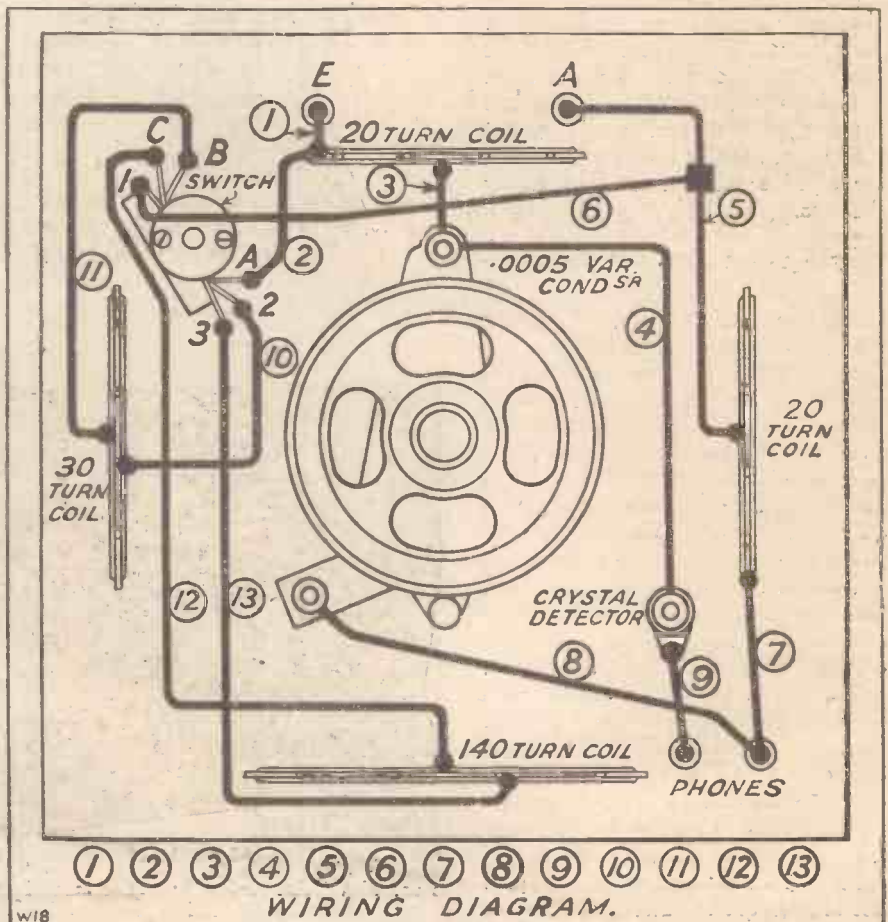 E
A
①
20 TURN COIL
C
B
1
SWITCH
③
⑥
⑤
②
A
.0005 VAR.
CONDSR
⑪
2
3
④
⑩
20
TURN
COIL
30
TURN
COIL
⑫
⑬
CRYSTAL
DETECTOR
⑧
⑨
⑦
140 TURN COIL
PHONES
① ② ③ ④ ⑤ ⑥ ⑦ ⑧ ⑨ ⑩ ⑪ ⑫ ⑬
W18
WIRING DIAGRAM.